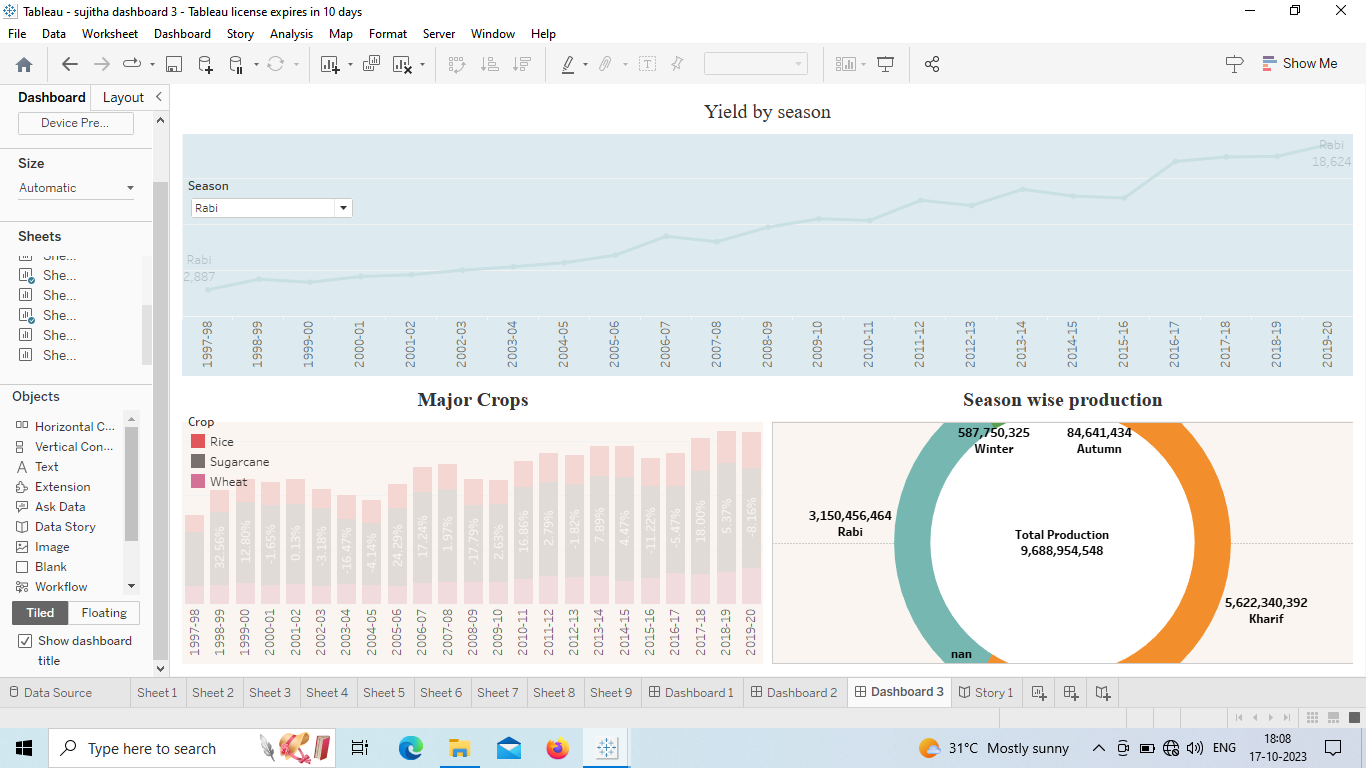 Tableau - sujitha dashboard 3 - Tableau license expires in 10 days
File Data Worksheet Dashboard Story Analysis Map Format Server Window Help
Show Me
Dashboard Layout
Device Pre...
Size
Automatic
Sheets
She...
She...
She...
She...
She...
She...
Objects
Horizontal C...
Vertical Con...
Text
Extension
Ask Data
Data Story
Image
Blank
Workflow
Tiled Floating
Show dashboard
title
Yield by season
Season
Rabi
Rabi
2,887
Rabi
18,624
1997-98 1998-99 1999-00 2000-01 2001-02 2002-03 2003-04 2004-05 2005-06 2006-07 2007-08 2008-09 2009-10 2010-11 2011-12 2012-13 2013-14 2014-15 2015-16 2016-17 2017-18 2018-19 2019-20
Major Crops
Crop
Rice
Sugarcane
Wheat
32.56% 12.80% -1.65% 0.13% -3.18% -16.47% -4.14% 24.29% 17.24% 1.97% -17.79% 2.63% 16.86% 2.79% -1.82% 7.89% 4.47% -11.22% -5.47% 18.00% 5.37% -8.16%
1997-98 1998-99 1999-00 2000-01 2001-02 2002-03 2003-04 2004-05 2005-06 2006-07 2007-08 2008-09 2009-10 2010-11 2011-12 2012-13 2013-14 2014-15 2015-16 2016-17 2017-18 2018-19 2019-20
Season wise production
587,750,325
Winter
84,641,434
Autumn
3,150,456,464
Rabi
Total Production
9,688,954,548
5,622,340,392
Kharif
nan
Data Source Sheet 1 Sheet 2 Sheet 3 Sheet 4 Sheet 5 Sheet 6 Sheet 7 Sheet 8 Sheet 9 Dashboard 1 Dashboard 2 Dashboard 3 Story 1
Type here to search
31°C Mostly sunny
ENG
18:08
17-10-2023